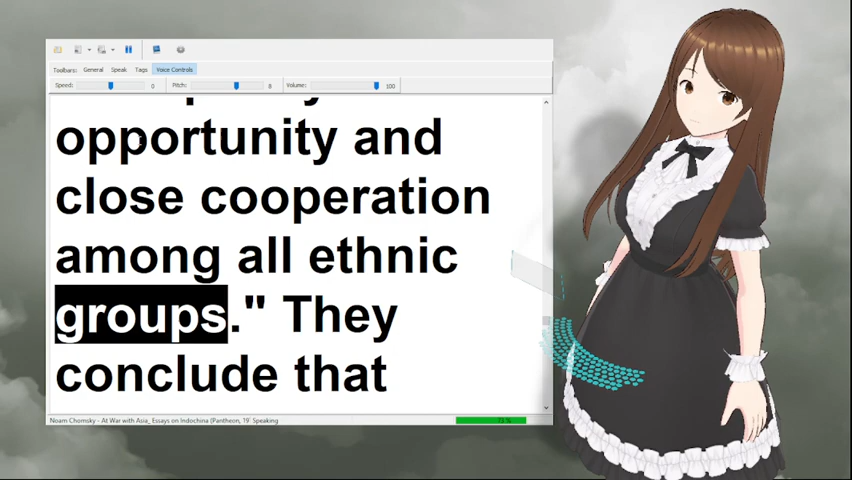 Toolbars: General Speak Tags Voice Controls
Speed: 0 Pitch: 8 Volume: 100
opportunity and
close cooperation
among all ethnic
groups." They
conclude that
Noam Chomsky - At War with Asia_ Essays on Indochina (Pantheon, 19` Speaking
73 %